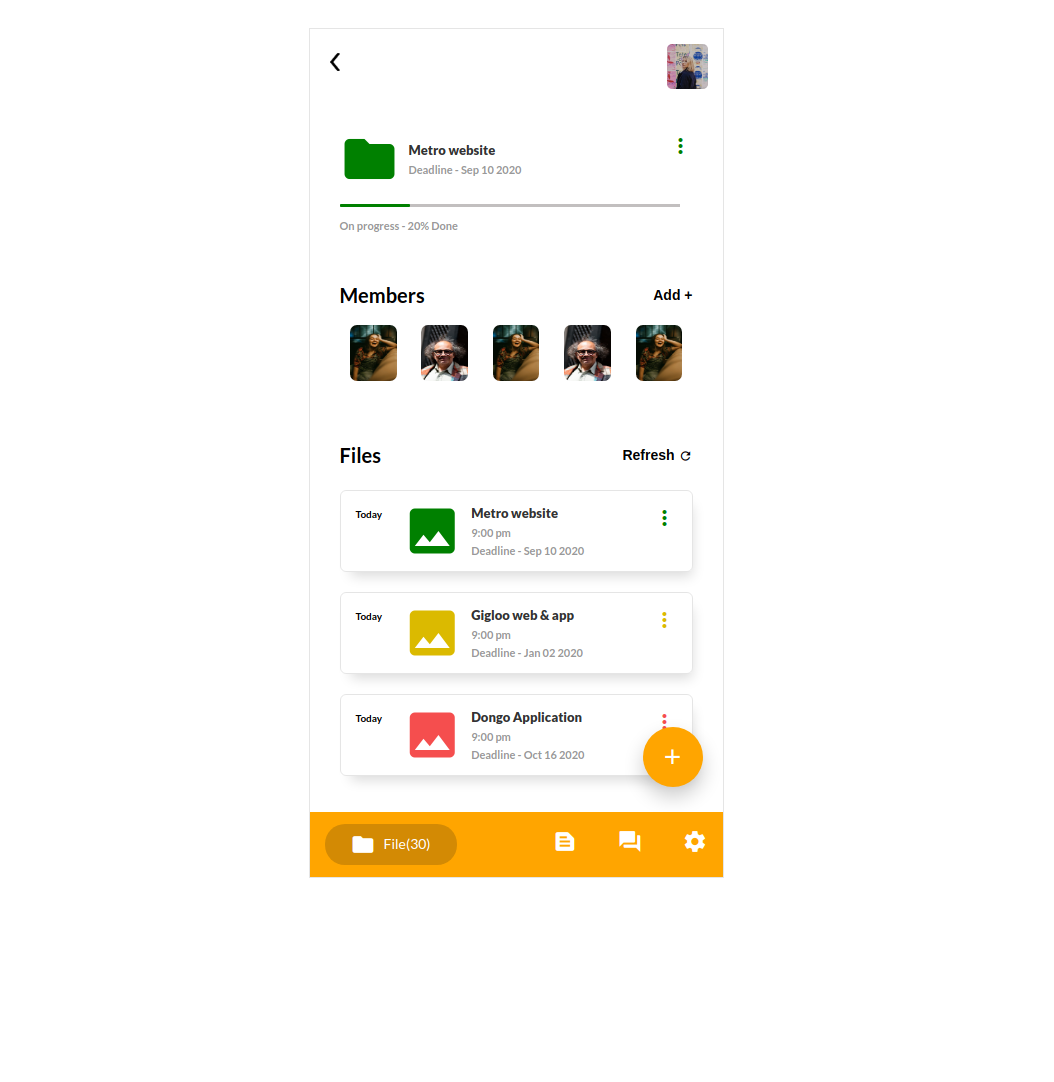 Metro website
Deadline - Sep 10 2020
On progress - 20% Done
Members
Add +
Files
Refresh
Today
Metro website
9:00 pm
Deadline - Sep 10 2020
Today
Gigloo web & app
9:00 pm
Deadline - Jan 02 2020
Today
Dongo Application
9:00 pm
Deadline - Oct 16 2020
+
File(30)